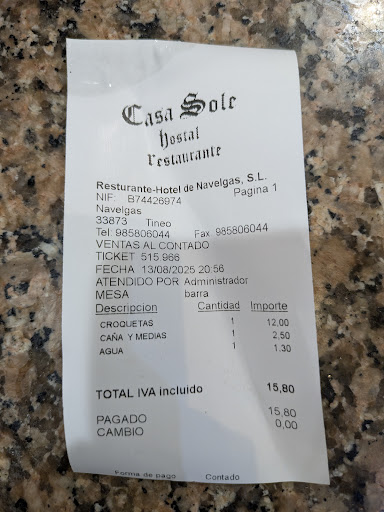 Casa Sole
Hostal
Restaurante
Resturante-Hotel de Navelgas, S.L.
NIF: B74426974 Pagina 1
Navelgas
33873 Tineo
Tel: 985806044 Fax 985806044
VENTAS AL CONTADO
TICKET 515.966
FECHA 13/08/2025 20:56
ATENDIDO POR Administrador
MESA barra
Descripcion Cantidad Importe
CROQUETAS 1 12,00
CAÑA Y MEDIAS 1 2,50
AGUA 1 1,30
TOTAL IVA incluido 15,80
PAGADO 15,80
CAMBIO 0,00
Forma de pago Contado